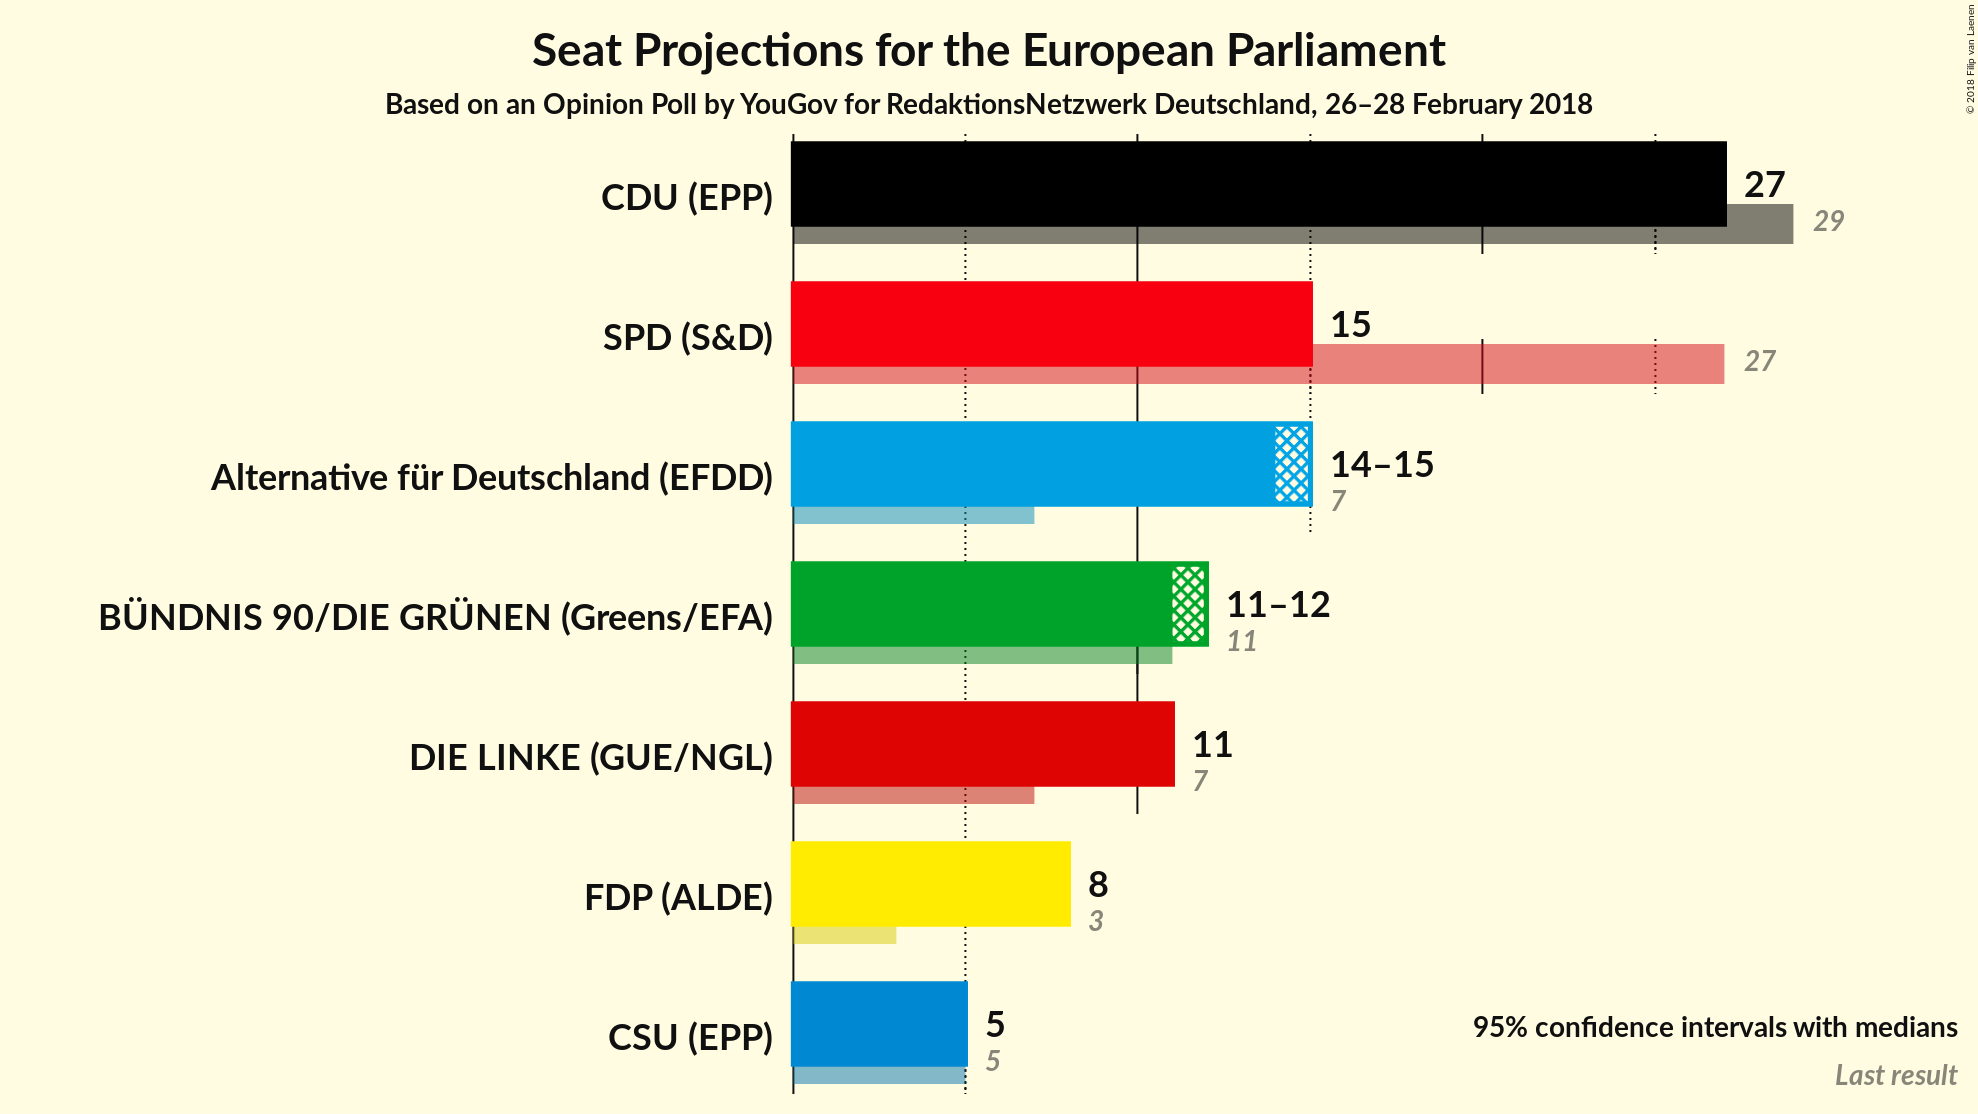 Seat Projections for the European Parliament
Based on an Opinion Poll by YouGov for RedaktionsNetzwerk Deutschland, 26–28 February 2018
© 2018 Filip van Laenen
CDU (EPP)
27
29
SPD (S&D)
15
27
Alternative für Deutschland (EFDD)
14–15
7
BÜNDNIS 90/DIE GRÜNEN (Greens/EFA)
11–12
11
DIE LINKE (GUE/NGL)
11
7
FDP (ALDE)
8
3
CSU (EPP)
5
5
95% confidence intervals with medians
Last result